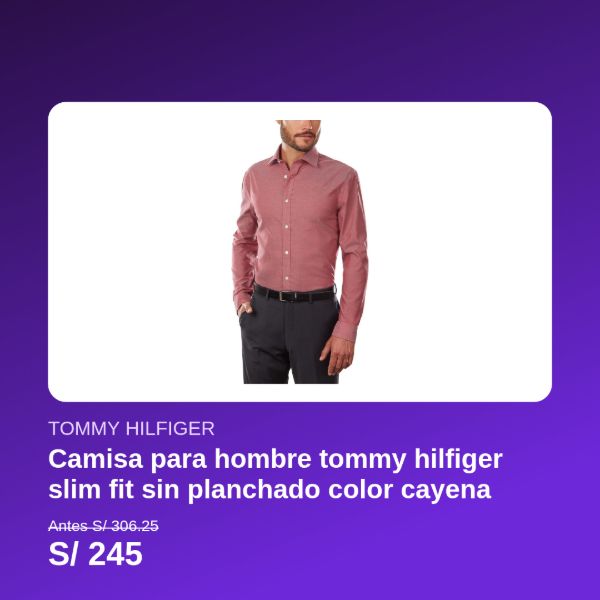 TOMMY HILFIGER
Camisa para hombre tommy hilfiger
slim fit sin planchado color cayena
Antes S/ 306.25
S/ 245